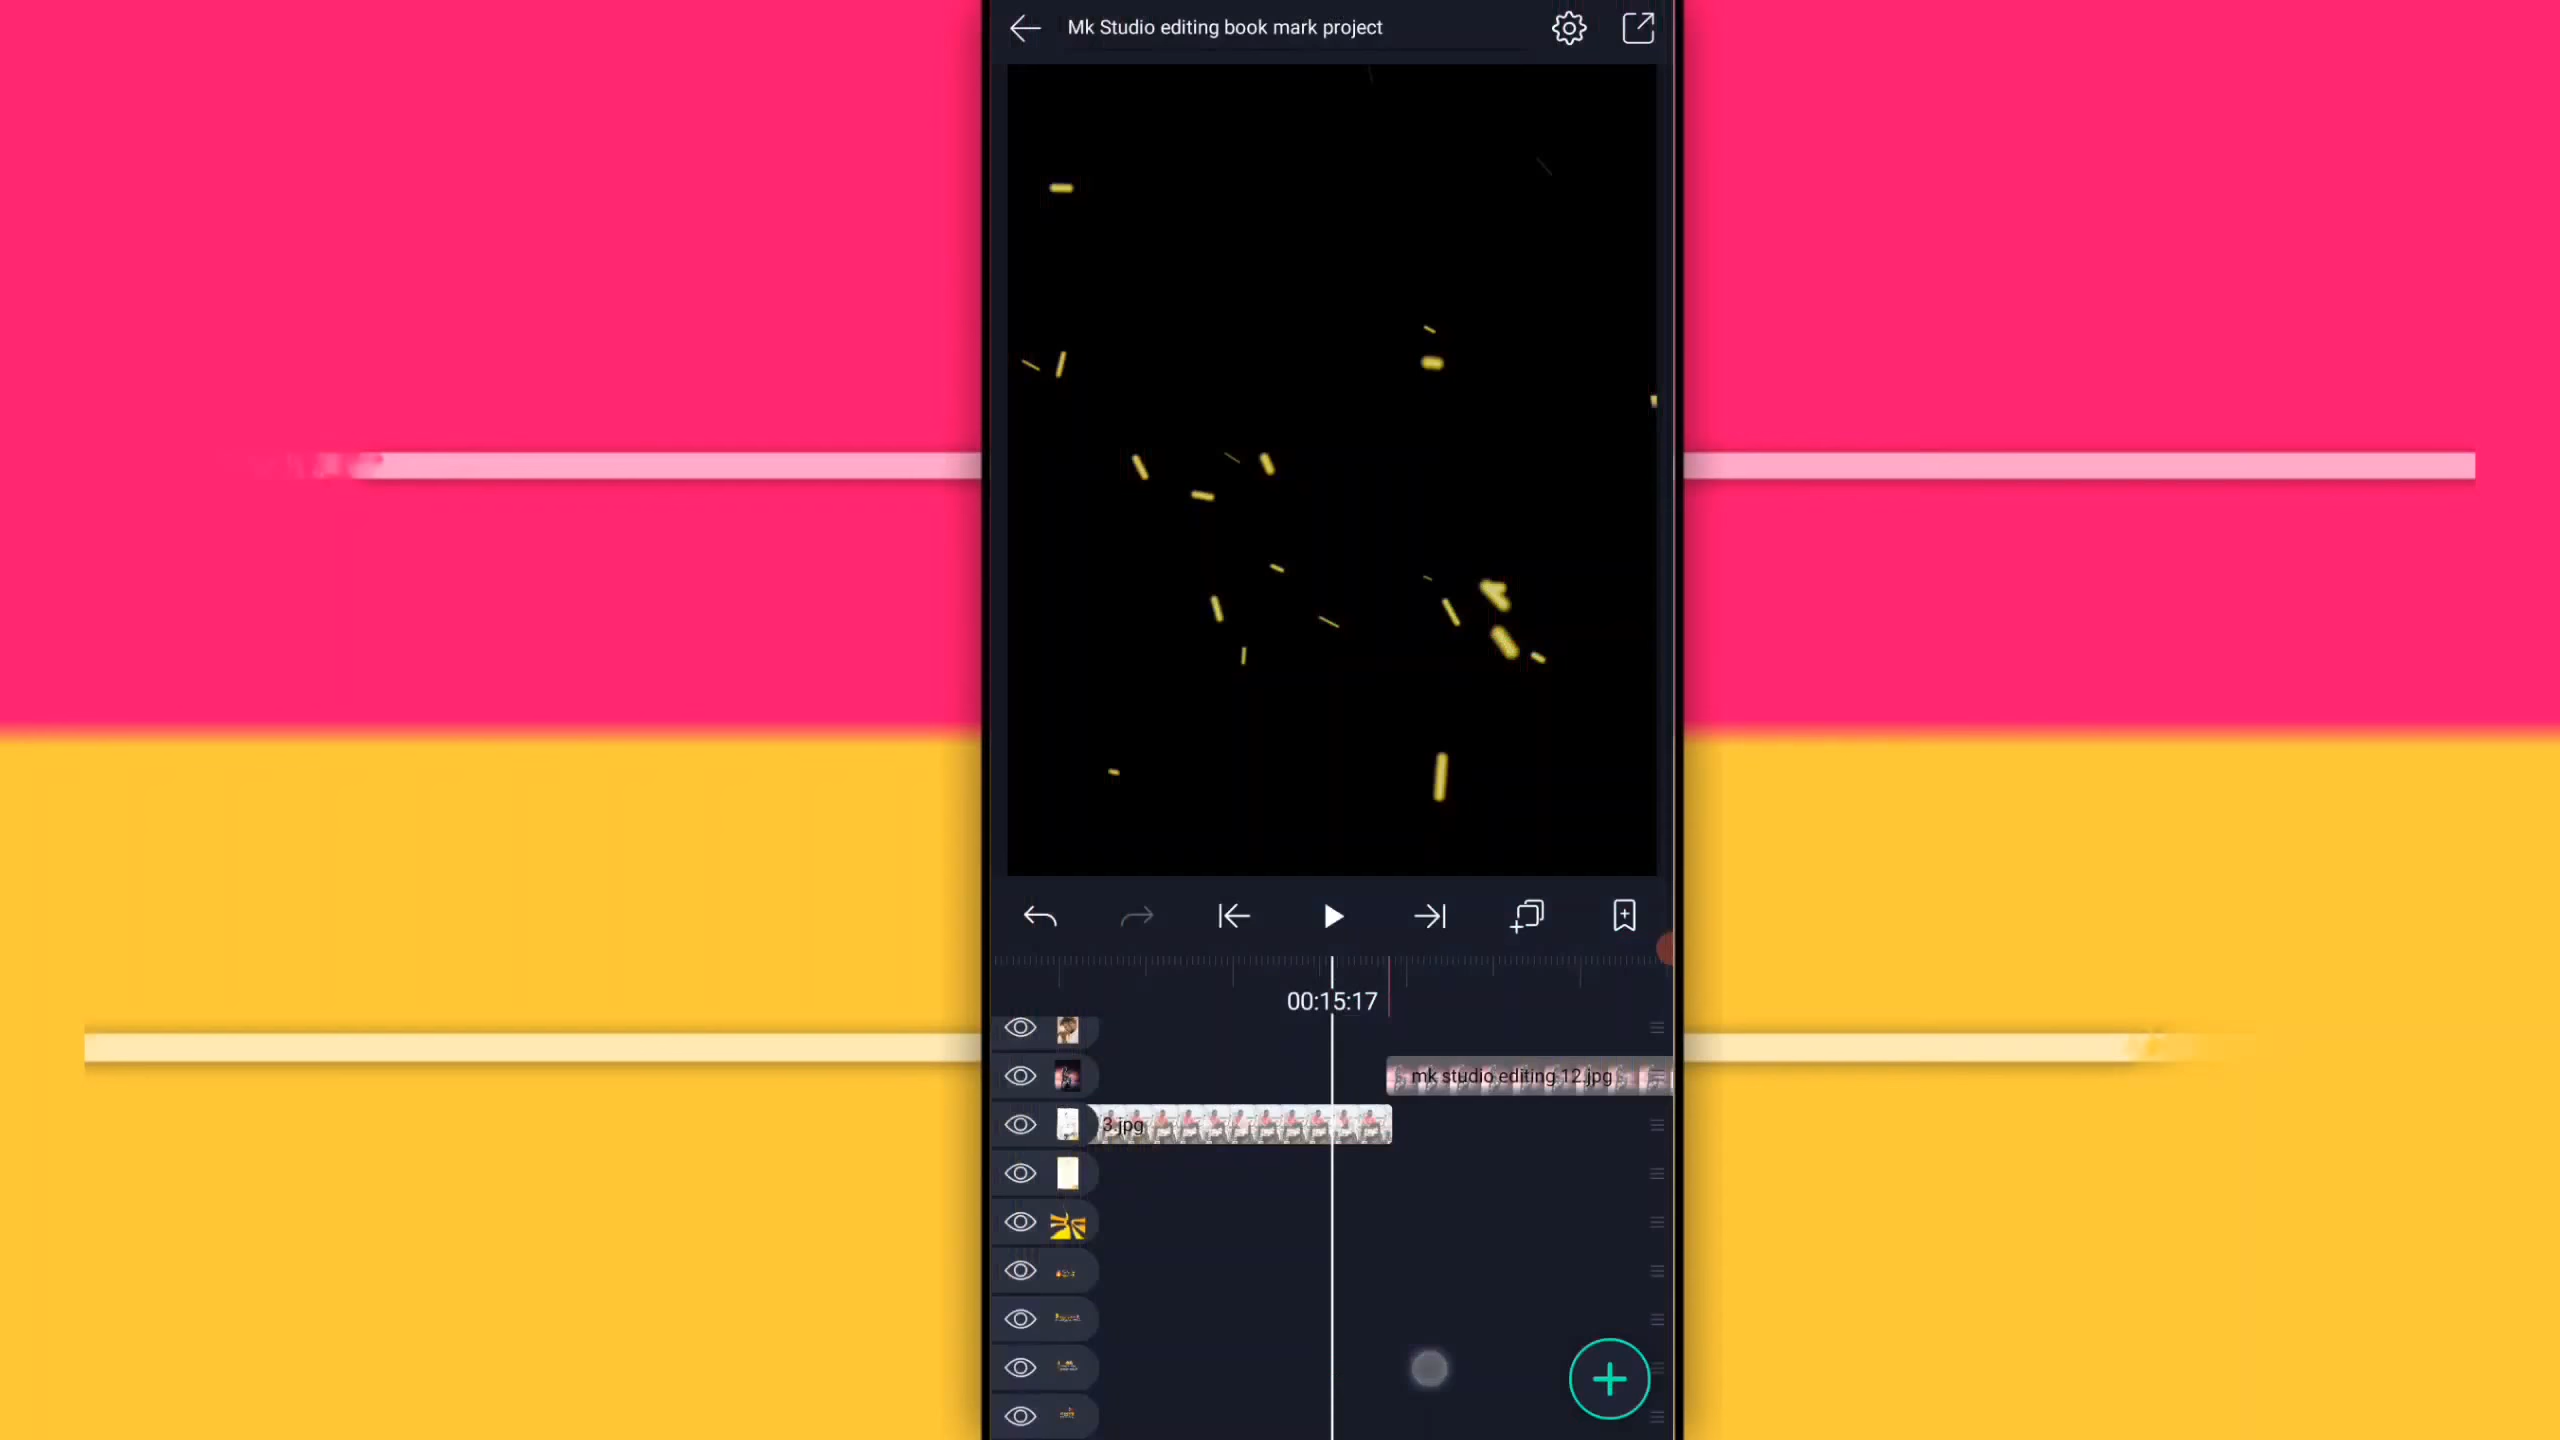 Mk Studio editing book mark project
00:15:17
mk studio editing 12.jpg
3.jpg